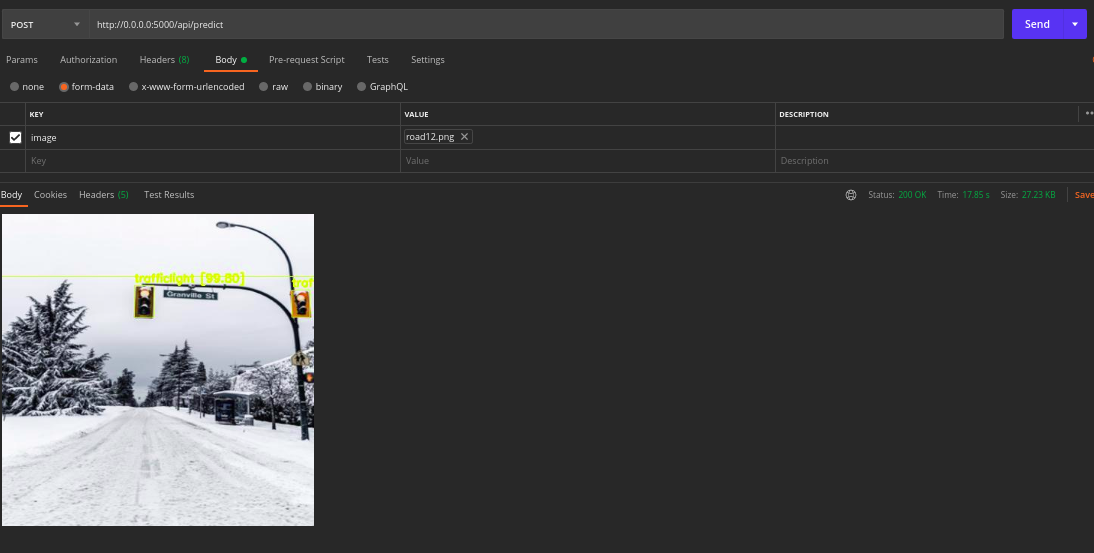 POST http://0.0.0.0:5000/api/predict Send
Params Authorization Headers (8) Body Pre-request Script Tests Settings
none form-data x-www-form-urlencoded raw binary GraphQL
KEY VALUE DESCRIPTION
image road12.png
Key Value Description
Body Cookies Headers (5) Test Results Status: 200 OK Time: 17.85 s Size: 27.23 KB Save
trafficlight [99.80]
traf
Granville St